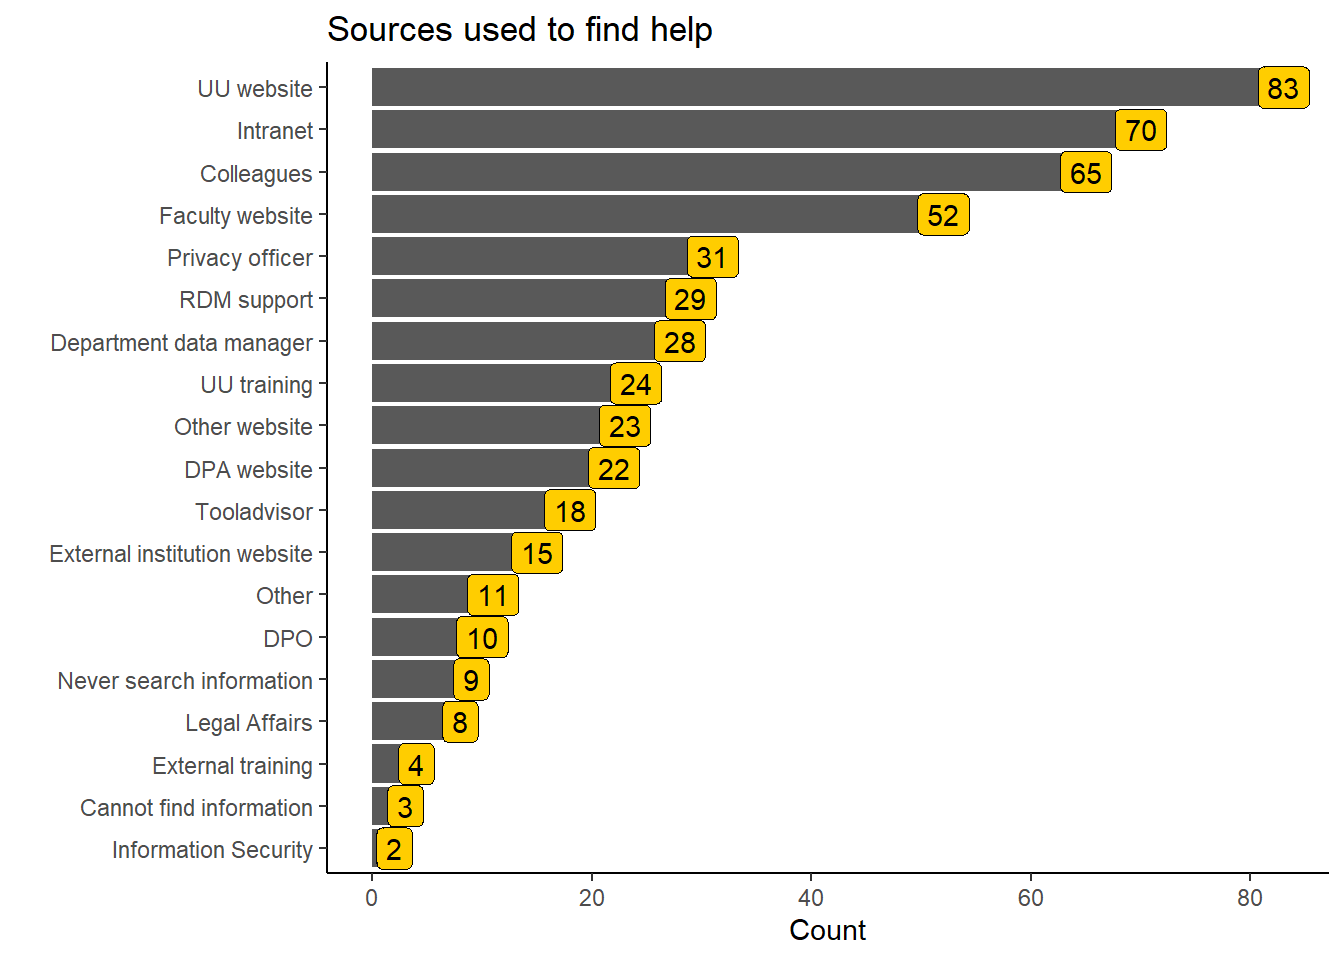 Sources used to find help
UU website 83
Intranet 70
Colleagues 65
Faculty website 52
Privacy officer 31
RDM support 29
Department data manager 28
UU training 24
Other website 23
DPA website 22
Tooladvisor 18
External institution website 15
Other 11
DPO 10
Never search information 9
Legal Affairs 8
External training 4
Cannot find information 3
Information Security 2
0 20 40 60 80
Count